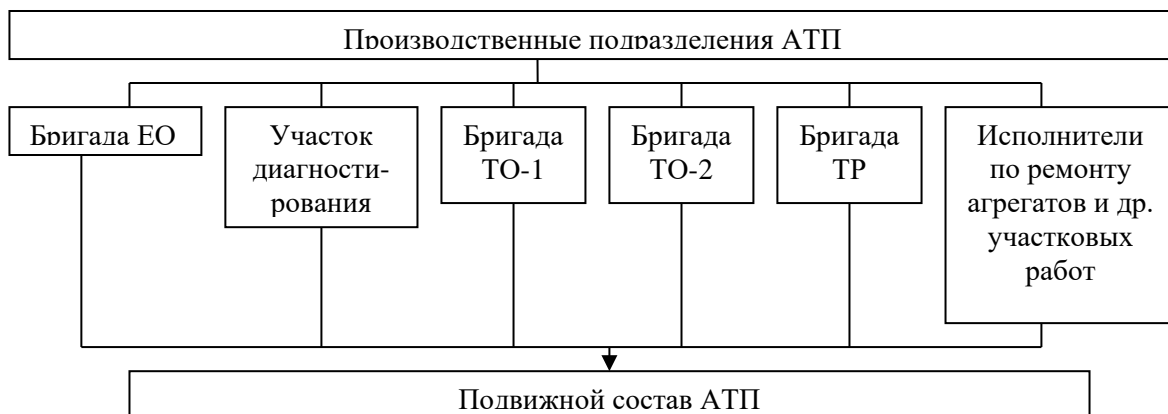 Производственные подразделения АТП
Бригада ЕО
Участок
диагности-
рования
Бригада
ТО-1
Бригада
ТО-2
Бригада
ТР
Исполнители
по ремонту
агрегатов и др.
участковых
работ
Подвижной состав АТП